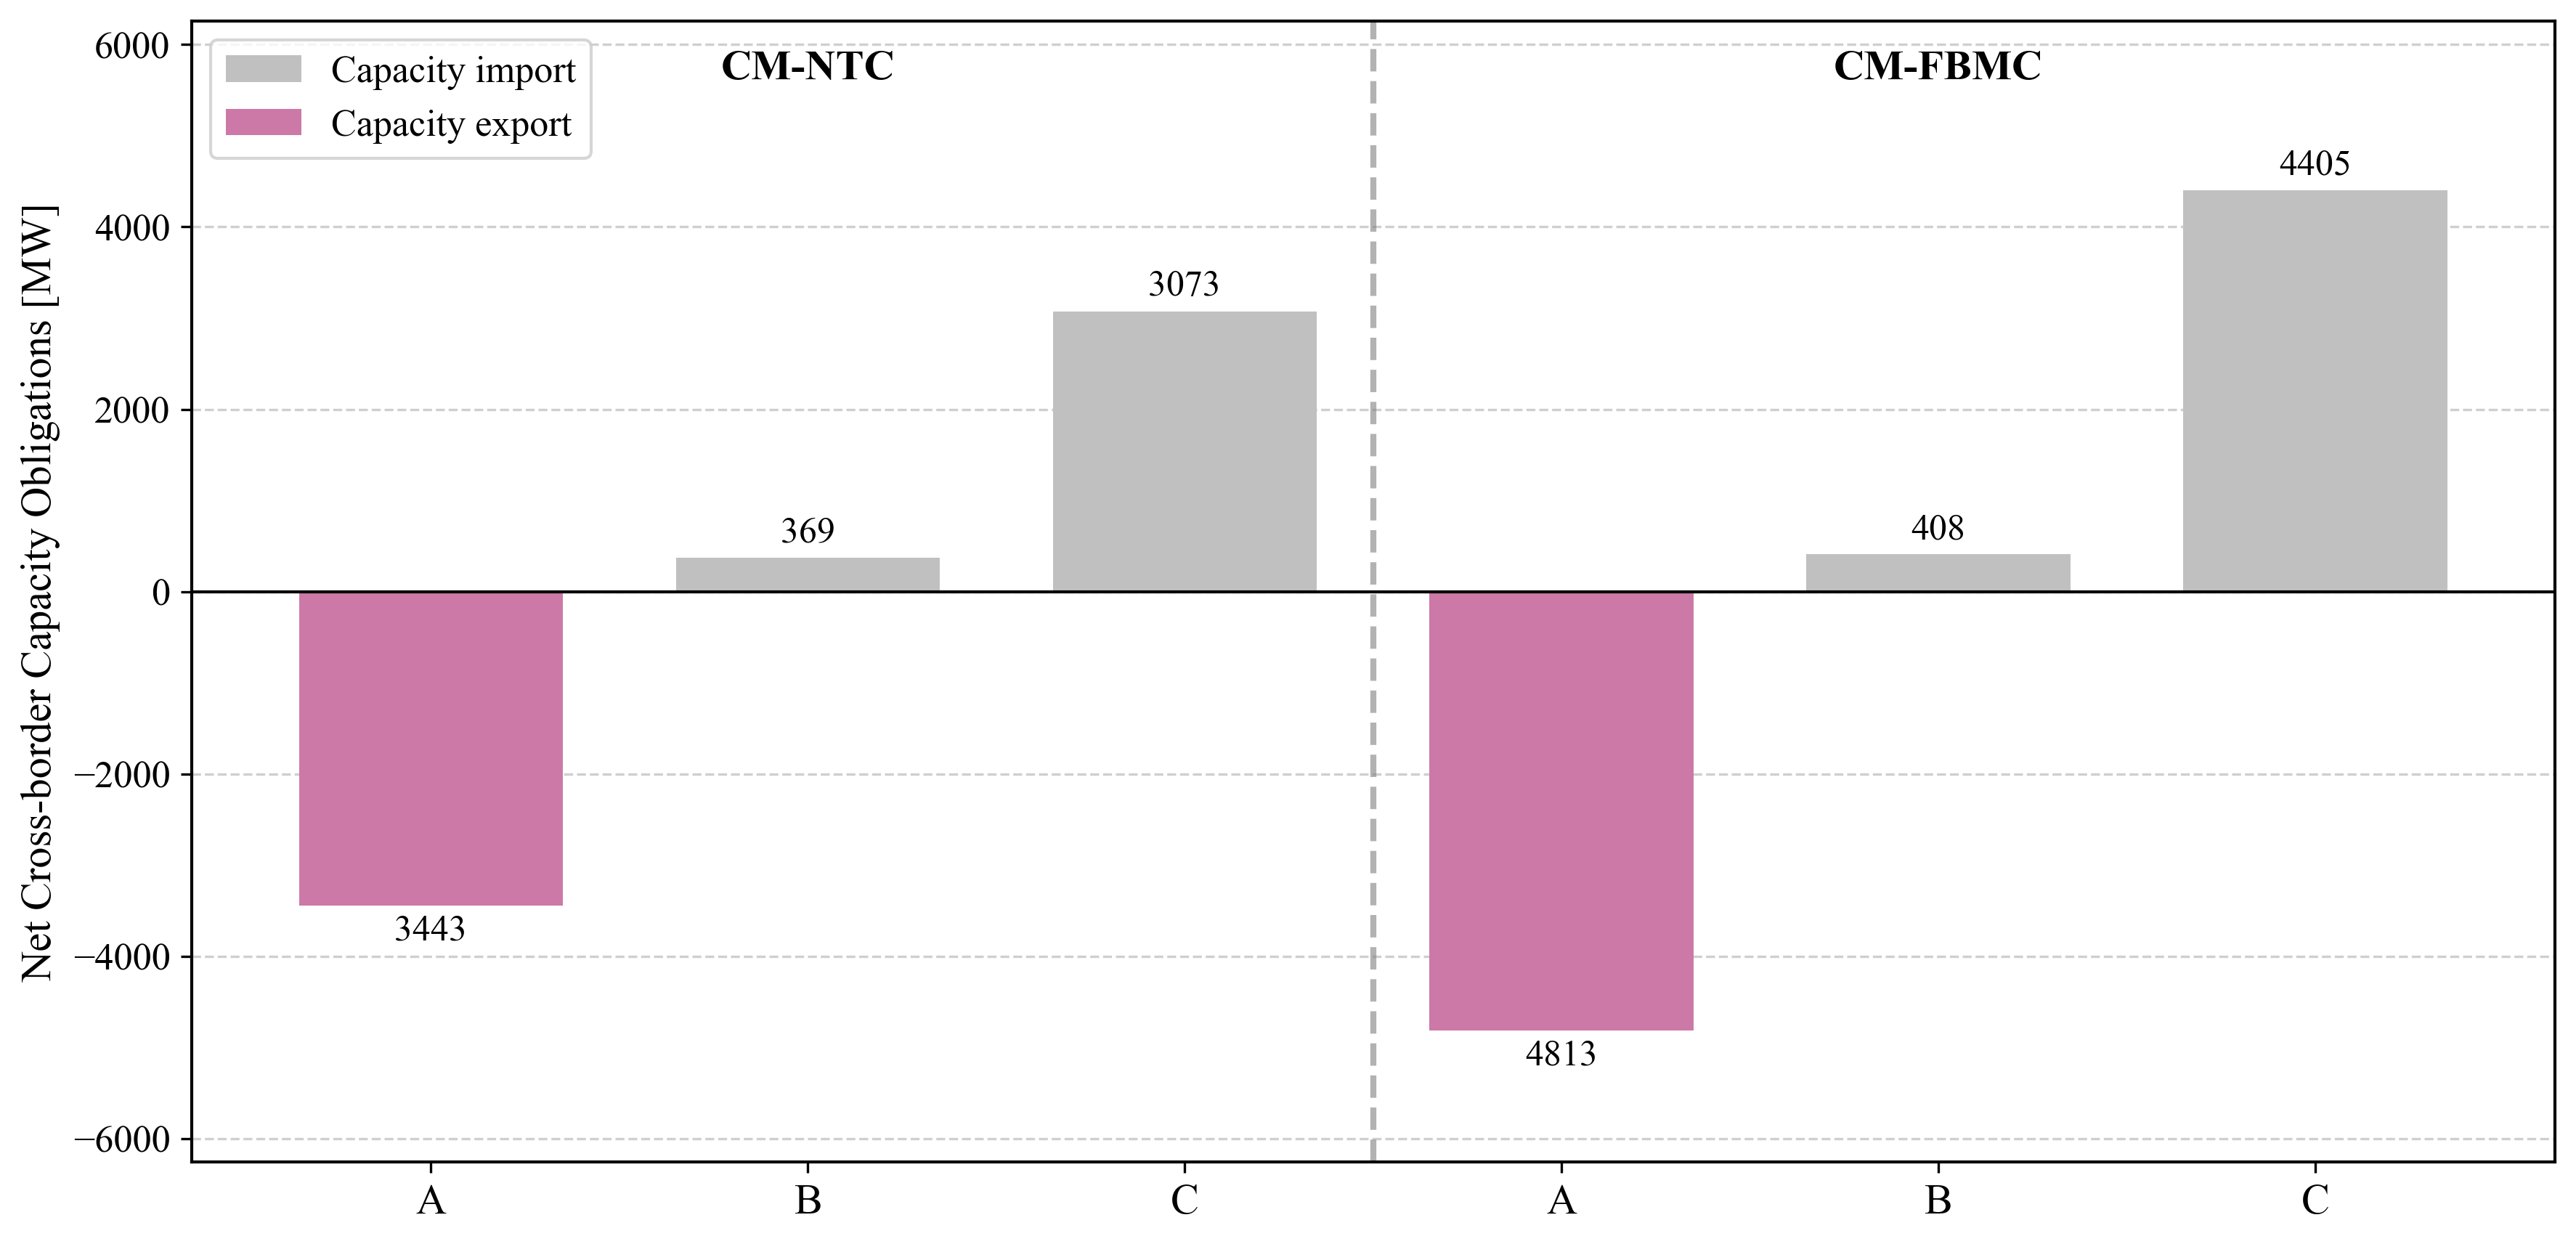 Net Cross-border Capacity Obligations [MW]
6000
4000
2000
0
−2000
−4000
−6000
Capacity import
Capacity export
CM-NTC
CM-FBMC
3443
369
3073
4813
408
4405
A
B
C
A
B
C